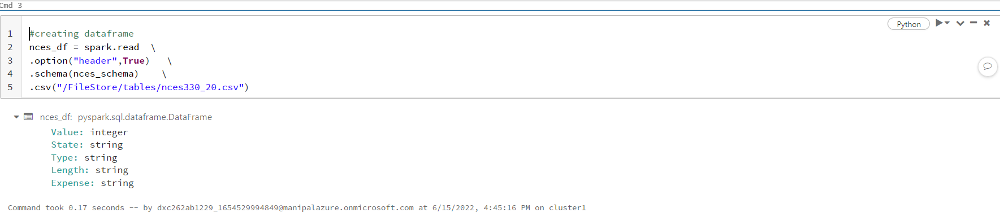 Cmd 3
Python
1 #creating dataframe
2 nces_df = spark.read  \
3 .option("header",True)   \
4 .schema(nces_schema)    \
5 .csv("/FileStore/tables/nces330_20.csv")
nces_df: pyspark.sql.dataframe.DataFrame
Value: integer
State: string
Type: string
Length: string
Expense: string
Command took 0.17 seconds -- by dxc262ab1229_1654529994849@manipalazure.onmicrosoft.com at 6/15/2022, 4:45:16 PM on cluster1